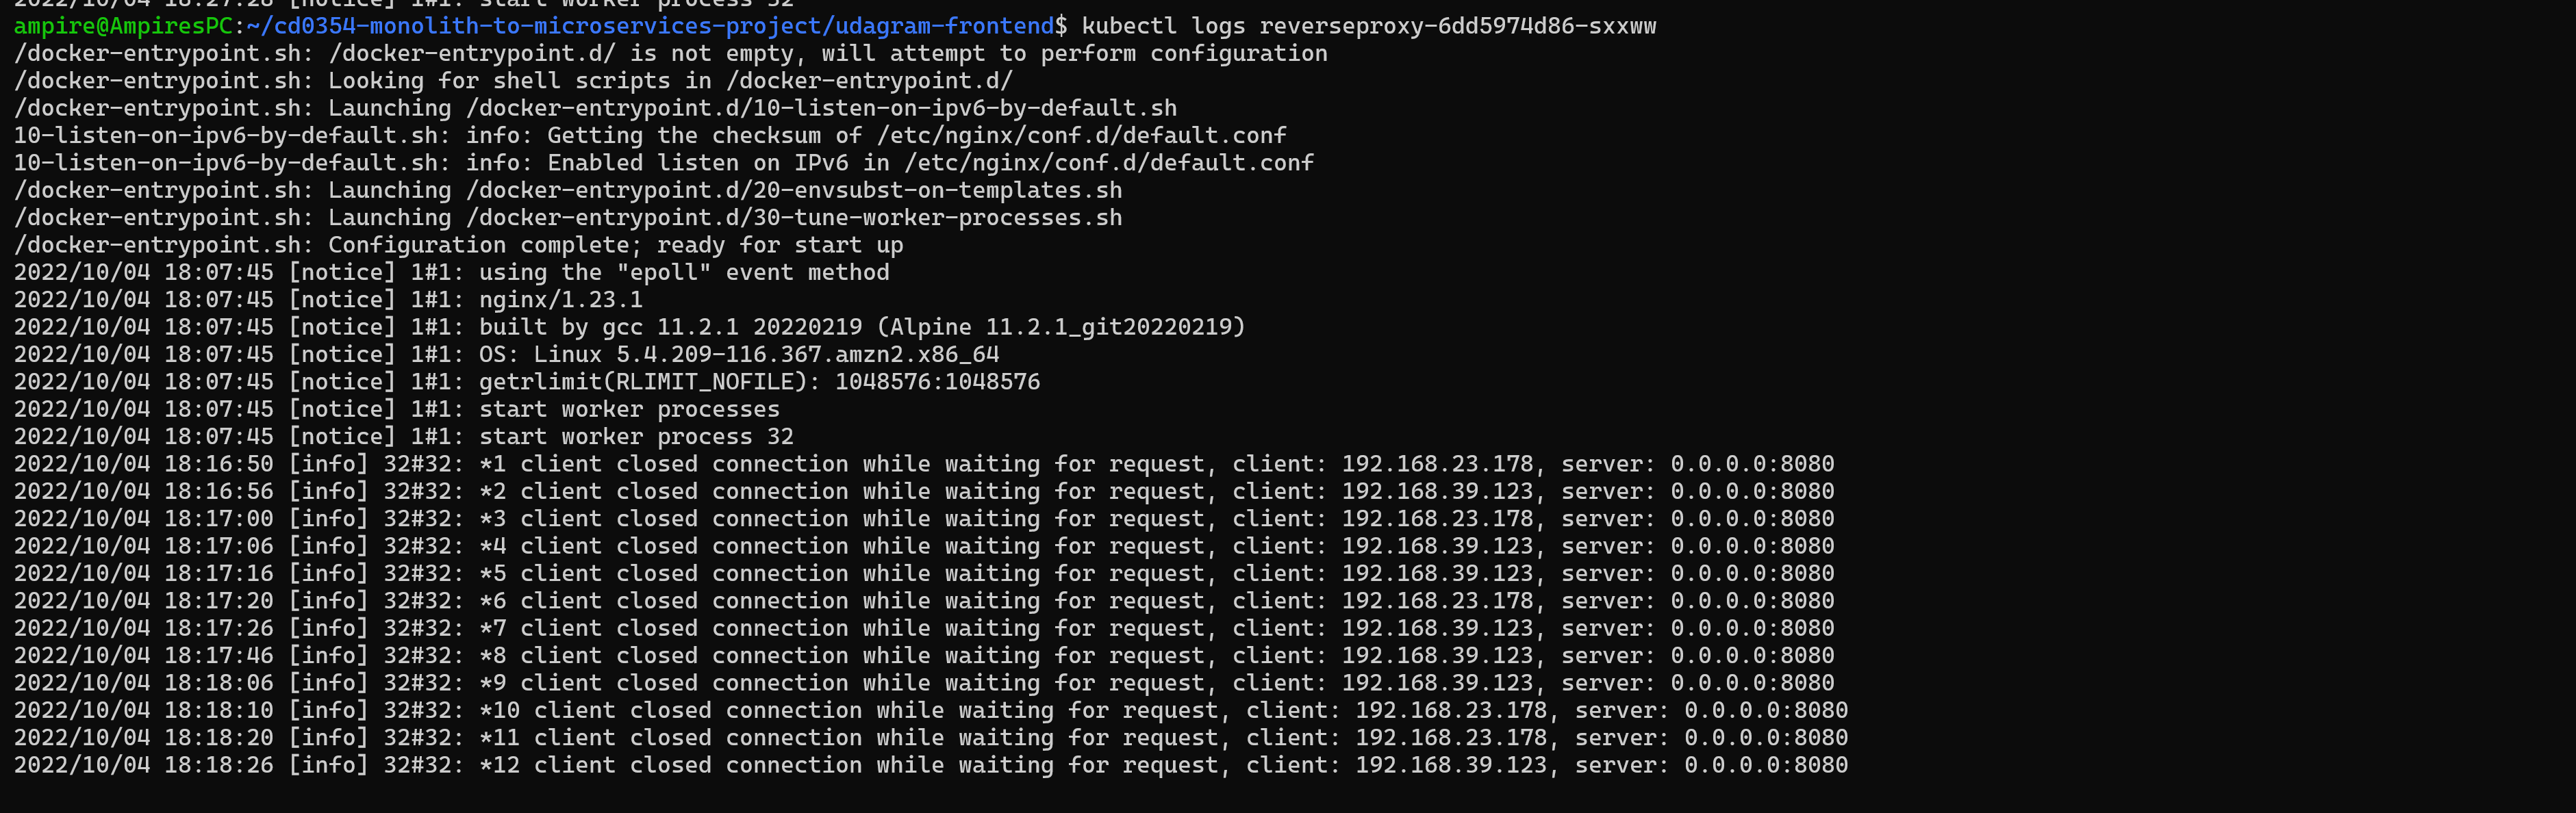 2022/10/04 18:27:28 [notice] 1#1: start worker process 32
ampire@AmpiresPC:~/cd0354-monolith-to-microservices-project/udagram-frontend$ kubectl logs reverseproxy-6dd5974d86-sxxww
/docker-entrypoint.sh: /docker-entrypoint.d/ is not empty, will attempt to perform configuration
/docker-entrypoint.sh: Looking for shell scripts in /docker-entrypoint.d/
/docker-entrypoint.sh: Launching /docker-entrypoint.d/10-listen-on-ipv6-by-default.sh
10-listen-on-ipv6-by-default.sh: info: Getting the checksum of /etc/nginx/conf.d/default.conf
10-listen-on-ipv6-by-default.sh: info: Enabled listen on IPv6 in /etc/nginx/conf.d/default.conf
/docker-entrypoint.sh: Launching /docker-entrypoint.d/20-envsubst-on-templates.sh
/docker-entrypoint.sh: Launching /docker-entrypoint.d/30-tune-worker-processes.sh
/docker-entrypoint.sh: Configuration complete; ready for start up
2022/10/04 18:07:45 [notice] 1#1: using the "epoll" event method
2022/10/04 18:07:45 [notice] 1#1: nginx/1.23.1
2022/10/04 18:07:45 [notice] 1#1: built by gcc 11.2.1 20220219 (Alpine 11.2.1_git20220219)
2022/10/04 18:07:45 [notice] 1#1: OS: Linux 5.4.209-116.367.amzn2.x86_64
2022/10/04 18:07:45 [notice] 1#1: getrlimit(RLIMIT_NOFILE): 1048576:1048576
2022/10/04 18:07:45 [notice] 1#1: start worker processes
2022/10/04 18:07:45 [notice] 1#1: start worker process 32
2022/10/04 18:16:50 [info] 32#32: *1 client closed connection while waiting for request, client: 192.168.23.178, server: 0.0.0.0:8080
2022/10/04 18:16:56 [info] 32#32: *2 client closed connection while waiting for request, client: 192.168.39.123, server: 0.0.0.0:8080
2022/10/04 18:17:00 [info] 32#32: *3 client closed connection while waiting for request, client: 192.168.23.178, server: 0.0.0.0:8080
2022/10/04 18:17:06 [info] 32#32: *4 client closed connection while waiting for request, client: 192.168.39.123, server: 0.0.0.0:8080
2022/10/04 18:17:16 [info] 32#32: *5 client closed connection while waiting for request, client: 192.168.39.123, server: 0.0.0.0:8080
2022/10/04 18:17:20 [info] 32#32: *6 client closed connection while waiting for request, client: 192.168.23.178, server: 0.0.0.0:8080
2022/10/04 18:17:26 [info] 32#32: *7 client closed connection while waiting for request, client: 192.168.39.123, server: 0.0.0.0:8080
2022/10/04 18:17:46 [info] 32#32: *8 client closed connection while waiting for request, client: 192.168.39.123, server: 0.0.0.0:8080
2022/10/04 18:18:06 [info] 32#32: *9 client closed connection while waiting for request, client: 192.168.39.123, server: 0.0.0.0:8080
2022/10/04 18:18:10 [info] 32#32: *10 client closed connection while waiting for request, client: 192.168.23.178, server: 0.0.0.0:8080
2022/10/04 18:18:20 [info] 32#32: *11 client closed connection while waiting for request, client: 192.168.23.178, server: 0.0.0.0:8080
2022/10/04 18:18:26 [info] 32#32: *12 client closed connection while waiting for request, client: 192.168.39.123, server: 0.0.0.0:8080